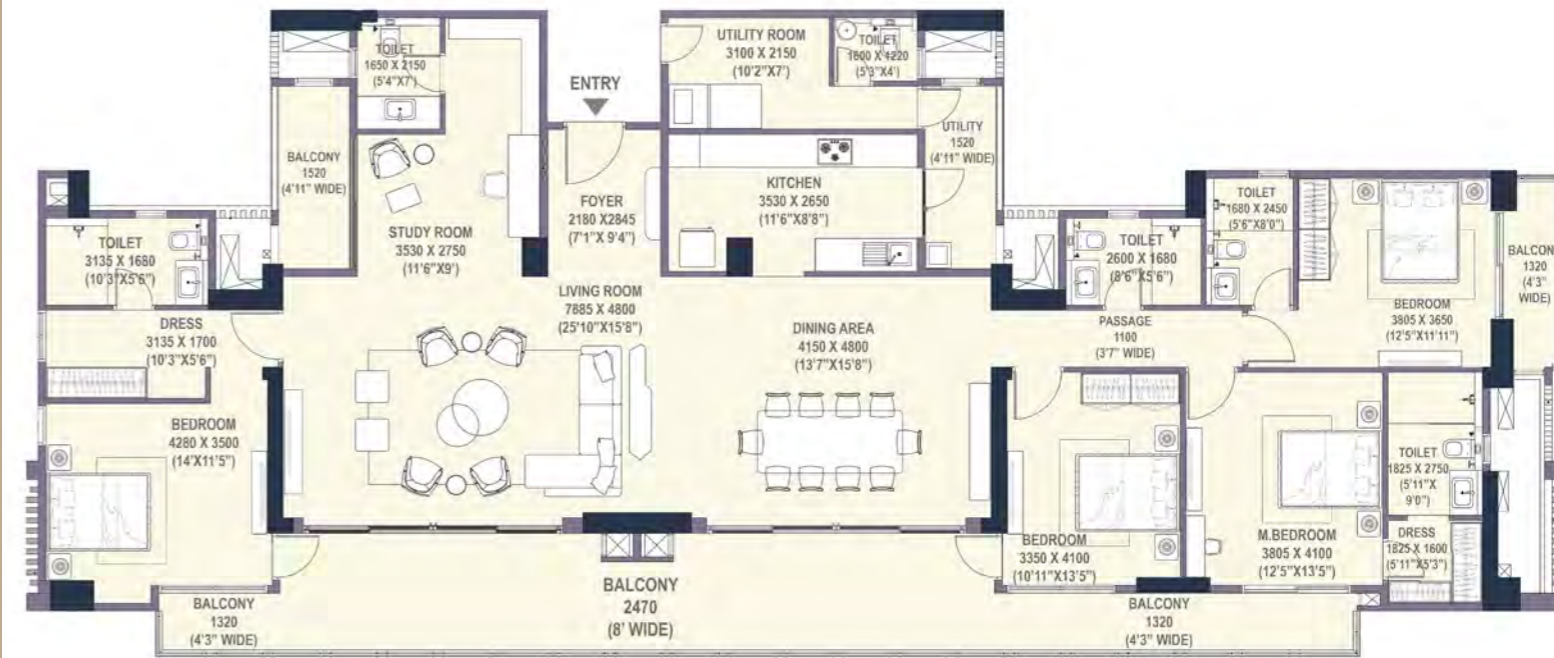 TOILET
1650 X 2150
(5'4"X7')
ENTRY
UTILITY ROOM
3100 X 2150
(10'2"X7')
TOILET
1600 X 1220
(5'3"X4')
BALCONY
1520
(4'11" WIDE)
UTILITY
1520
(4'11" WIDE)
FOYER
2180 X2845
(7'1"X 9'4")
KITCHEN
3530 X 2650
(11'6"X8'8")
STUDY ROOM
3530 X 2750
(11'6"X9')
TOILET
3135 X 1680
(10'3"X5'6")
TOILET
2600 X 1680
(8'6"X5'6")
TOILET
1680 X 2450
(5'6"X8'0")
BALCON
1320
(4'3"
WIDE)
LIVING ROOM
7885 X 4800
(25'10"X15'8")
DINING AREA
4150 X 4800
(13'7"X15'8")
DRESS
3135 X 1700
(10'3"X5'6")
PASSAGE
1100
(3'7" WIDE)
BEDROOM
3805 X 3650
(12'5"X11'11")
BEDROOM
4280 X 3500
(14'X11'5")
TOILET
1825 X 2750
(5'11"X
9'0")
BEDROOM
3350 X 4100
(10'11"X13'5")
M.BEDROOM
3805 X 4100
(12'5"X13'5")
DRESS
1825 X 1600
(5'11"X5'3")
BALCONY
1320
(4'3" WIDE)
BALCONY
2470
(8' WIDE)
BALCONY
1320
(4'3" WIDE)